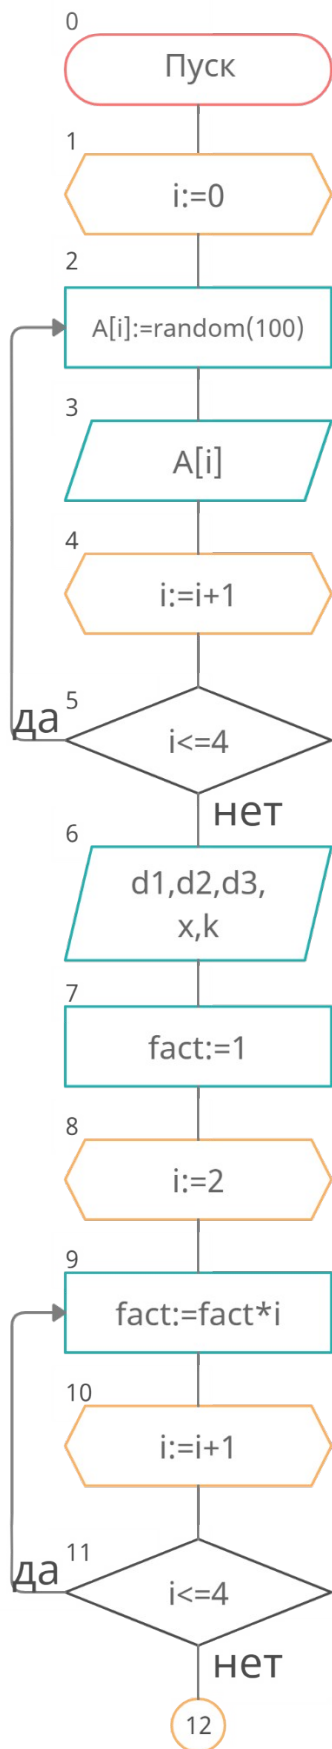 0
Пуск
1
i:=0
2
A[i]:=random(100)
3
A[i]
4
i:=i+1
5
да
i<=4
нет
6
d1,d2,d3,
x,k
7
fact:=1
8
i:=2
9
fact:=fact*i
10
i:=i+1
11
да
i<=4
нет
12